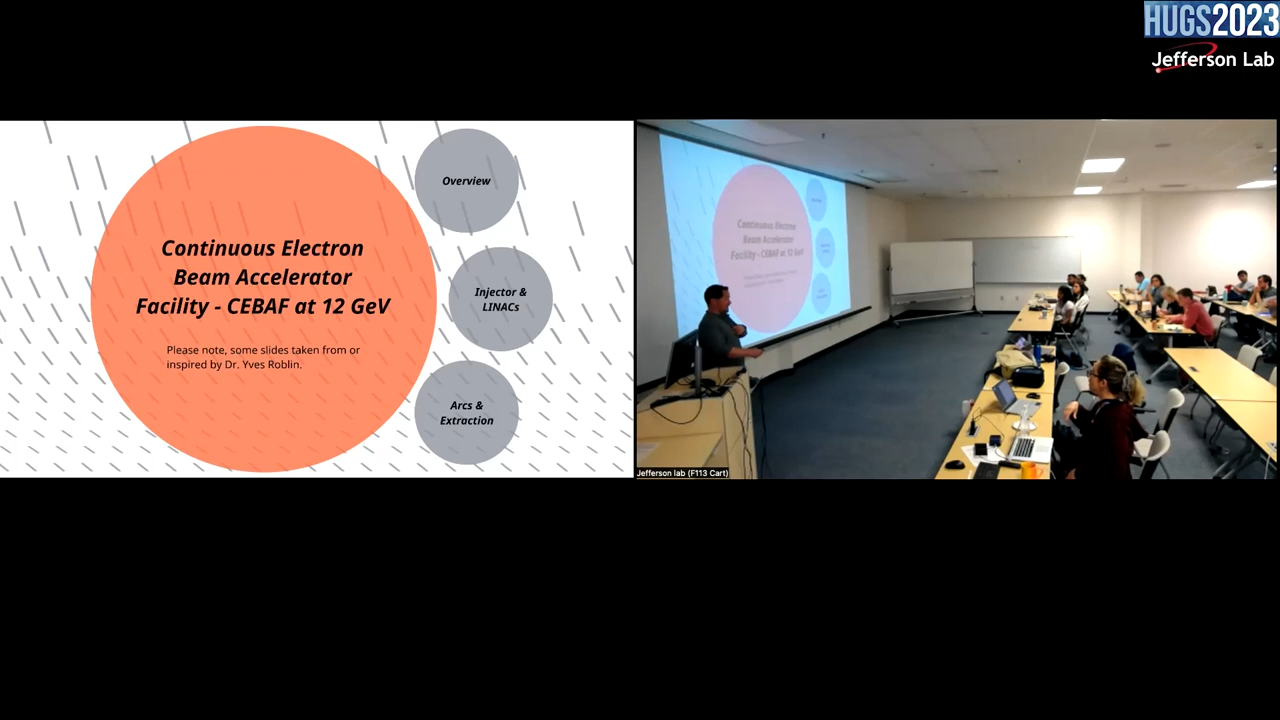 HUGS2023
Jefferson Lab
Continuous Electron
Beam Accelerator
Facility - CEBAF at 12 GeV
Please note, some slides taken from or
inspired by Dr. Yves Roblin.
Overview
Injector &
LINACs
Arcs &
Extraction
Continuous Electron
Beam Accelerator
Facility - CEBAF at 12 GeV
Jefferson lab (F113 Cart)